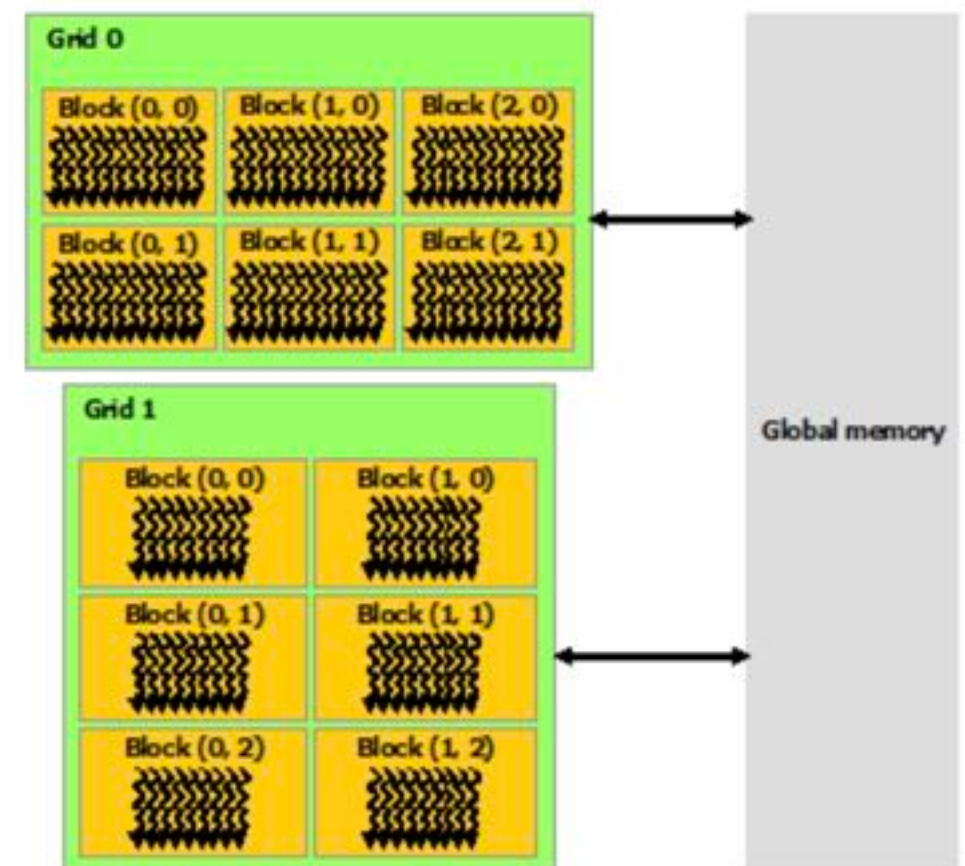 Grid 0
Block (0, 0) Block (1, 0) Block (2, 0)
Block (0, 1) Block (1, 1) Block (2, 1)
Grid 1
Global memory
Block (0, 0) Block (1, 0)
Block (0, 1) Block (1, 1)
Block (0, 2) Block (1, 2)